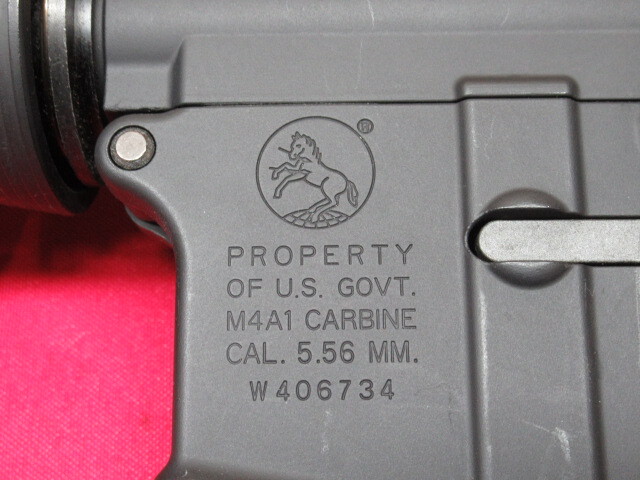 ®
PROPERTY
OF U.S. GOVT.
M4A1 CARBINE
CAL. 5.56 MM.
W406734